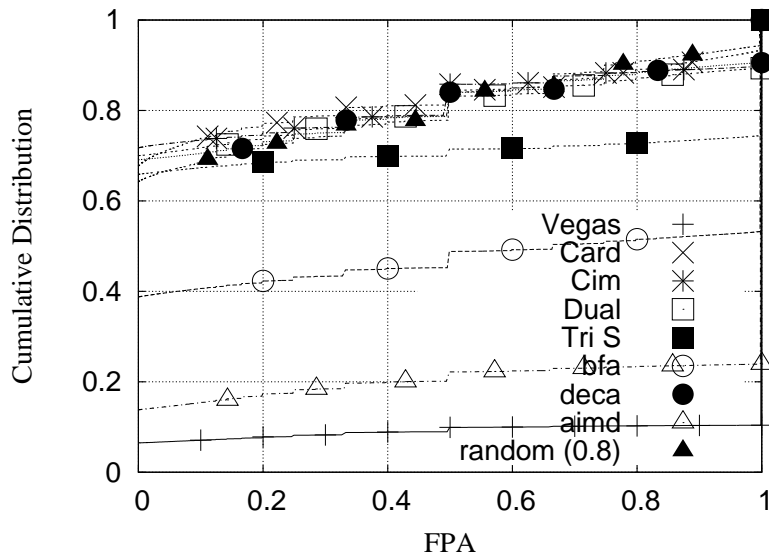 1
0.8
0.6
0.4
0.2
0
Cumulative Distribution
Vegas
Card
Cim
Dual
Tri S
bfa
deca
aimd
random (0.8)
0 0.2 0.4 0.6 0.8 1
FPA